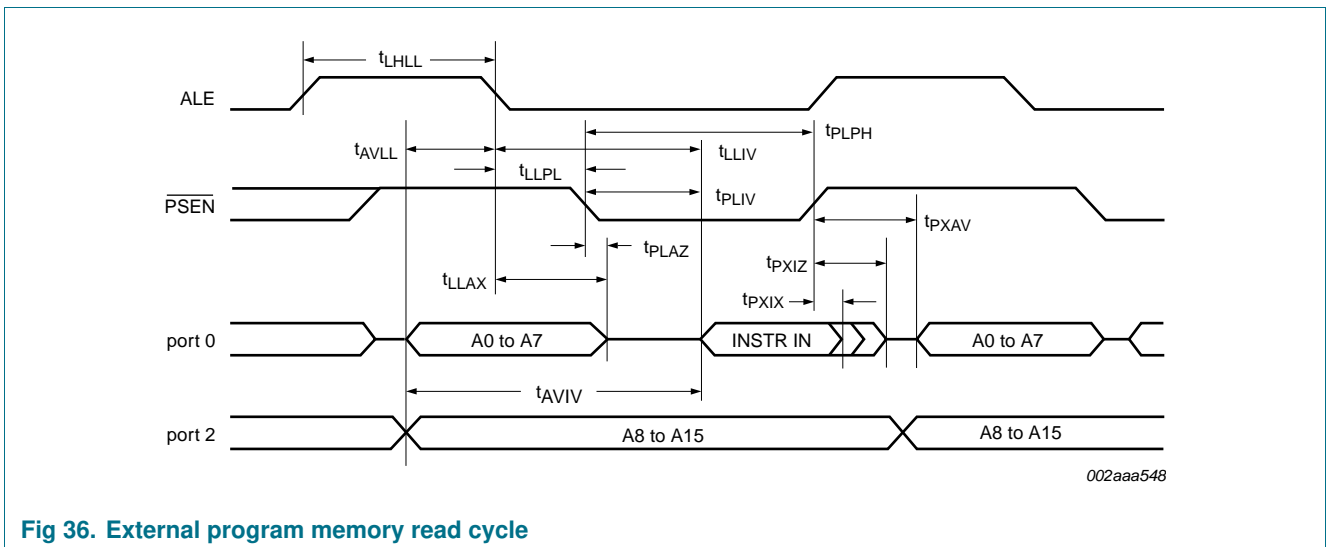 tLHLL
ALE
tPLPH
tAVLL
tLLIV
tLLPL
PSEN
tPLIV
tPXAV
tPLAZ
tPXIZ
tLLAX
tPXIX
port 0
A0 to A7
INSTR IN
A0 to A7
tAVIV
port 2
A8 to A15
A8 to A15
002aaa548
Fig 36. External program memory read cycle